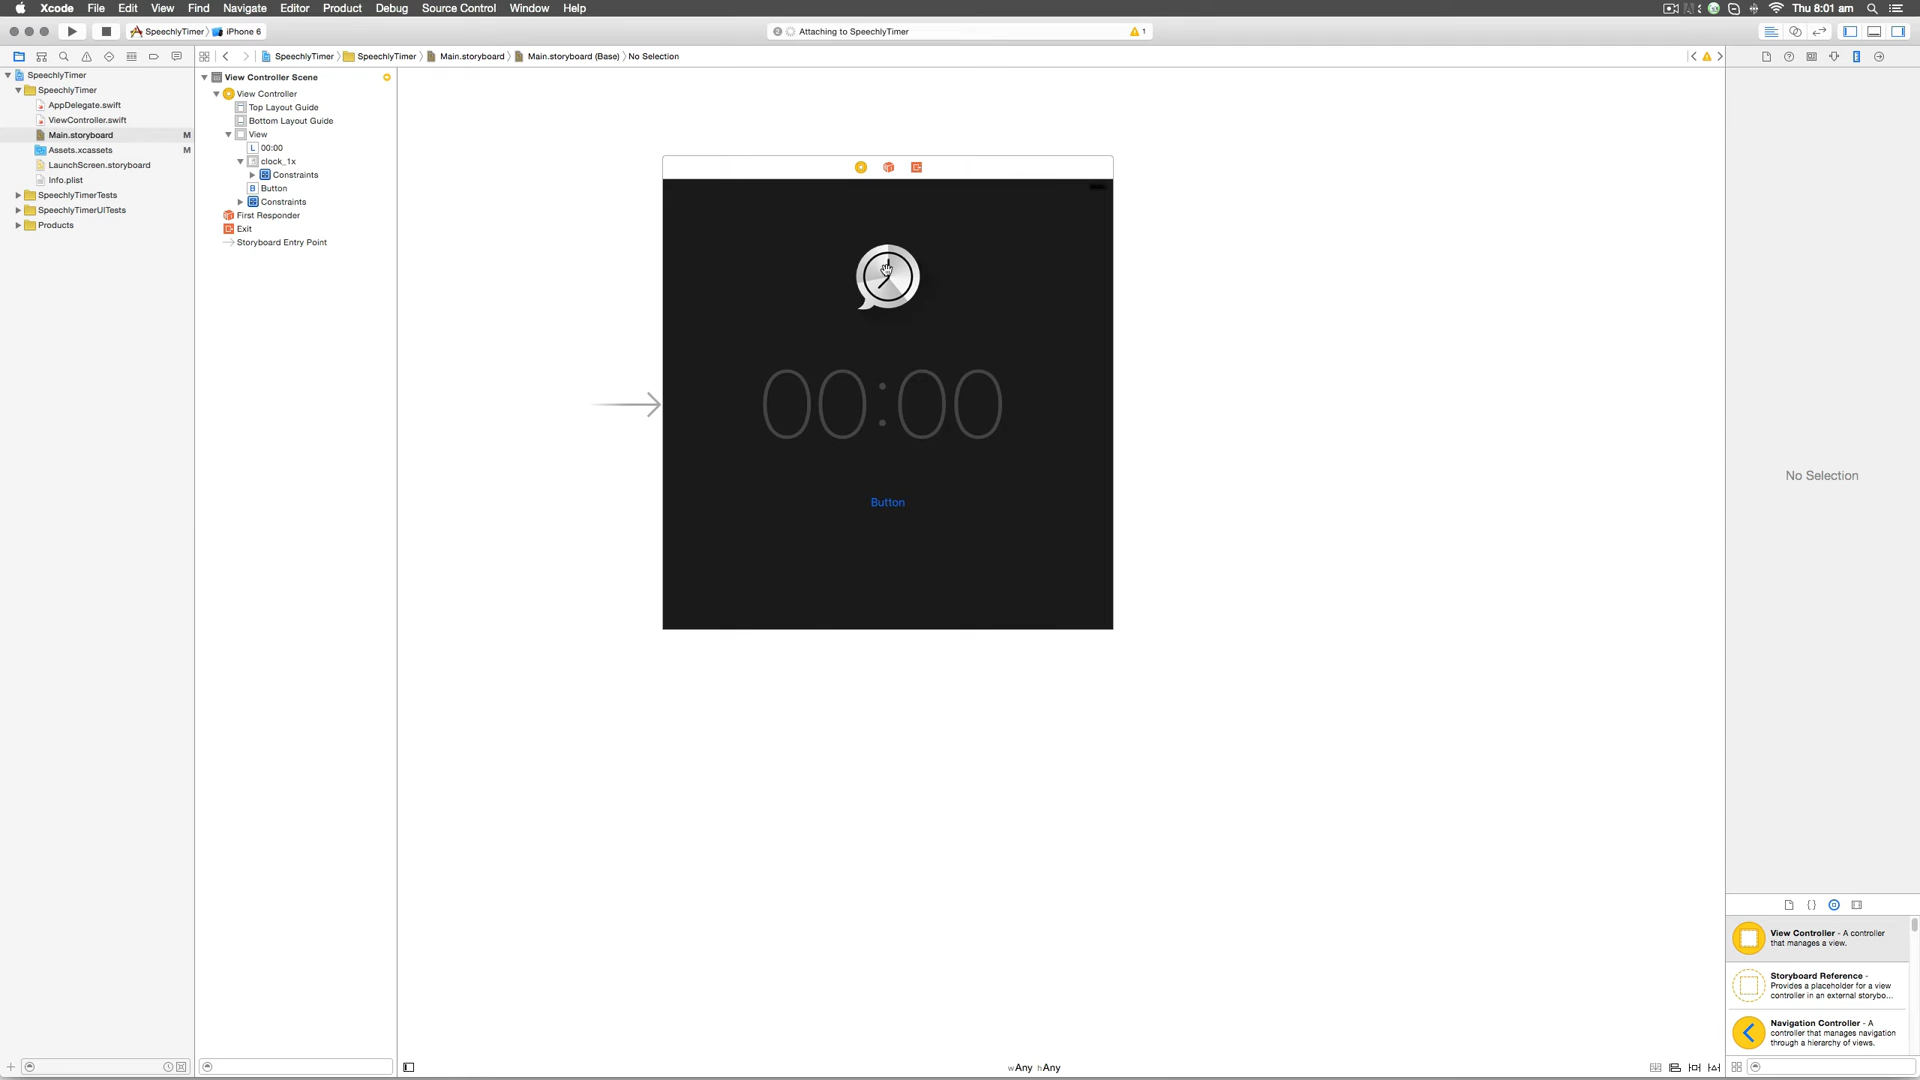 Xcode File Edit View Find Navigate Editor Product Debug Source Control Window Help Thu 8:01 am
SpeechlyTimer iPhone 6 2 Attaching to SpeechlyTimer 1
SpeechlyTimer SpeechlyTimer Main.storyboard Main.storyboard (Base) No Selection
SpeechlyTimer
SpeechlyTimer
AppDelegate.swift
ViewController.swift
Main.storyboard M
Assets.xcassets M
LaunchScreen.storyboard
Info.plist
SpeechlyTimerTests
SpeechlyTimerUITests
Products
View Controller Scene
View Controller
Top Layout Guide
Bottom Layout Guide
View
L 00:00
clock_1x
Constraints
B Button
Constraints
First Responder
Exit
Storyboard Entry Point
00:00
Button
No Selection
View Controller - A controller
that manages a view.
Storyboard Reference -
Provides a placeholder for a view
controller in an external storybo...
Navigation Controller - A
controller that manages navigation
through a hierarchy of views.
wAny hAny